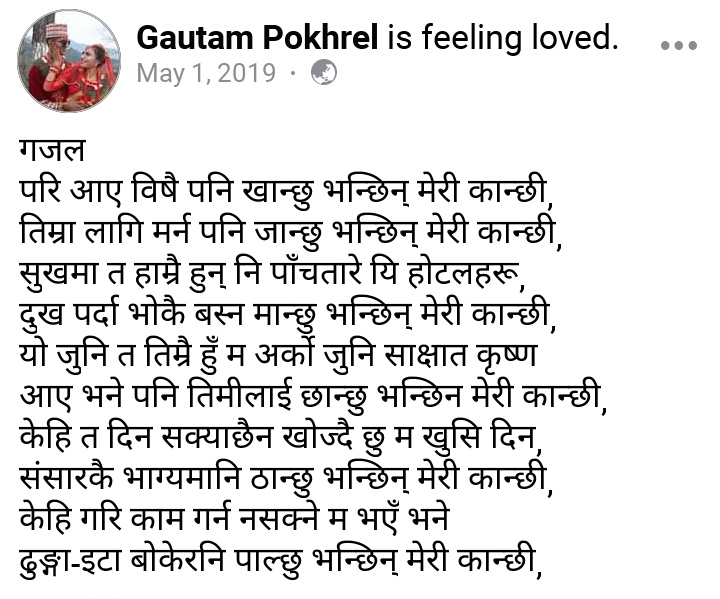 Gautam Pokhrel is feeling loved.
May 1, 2019
गजल
परि आए विषै पनि खान्छु भन्छिन् मेरी कान्छी,
तिम्रा लागि मर्न पनि जान्छु भन्छिन् मेरी कान्छी,
सुखमा त हाम्रै हुन् नि पाँचतारे यि होटलहरू,
दुख पर्दा भोकै बस्न मान्छु भन्छिन् मेरी कान्छी,
यो जुनि त तिम्रै हुँ म अर्को जुनि साक्षात कृष्ण
आए भने पनि तिमीलाई छान्छु भन्छिन मेरी कान्छी,
केहि त दिन सक्याछैन खोज्दै छु म खुसि दिन,
संसारकै भाग्यमानि ठान्छु भन्छिन् मेरी कान्छी,
केहि गरि काम गर्न नसक्ने म भएँ भने
ढुङ्गा-इटा बोकेरनि पाल्छु भन्छिन् मेरी कान्छी,